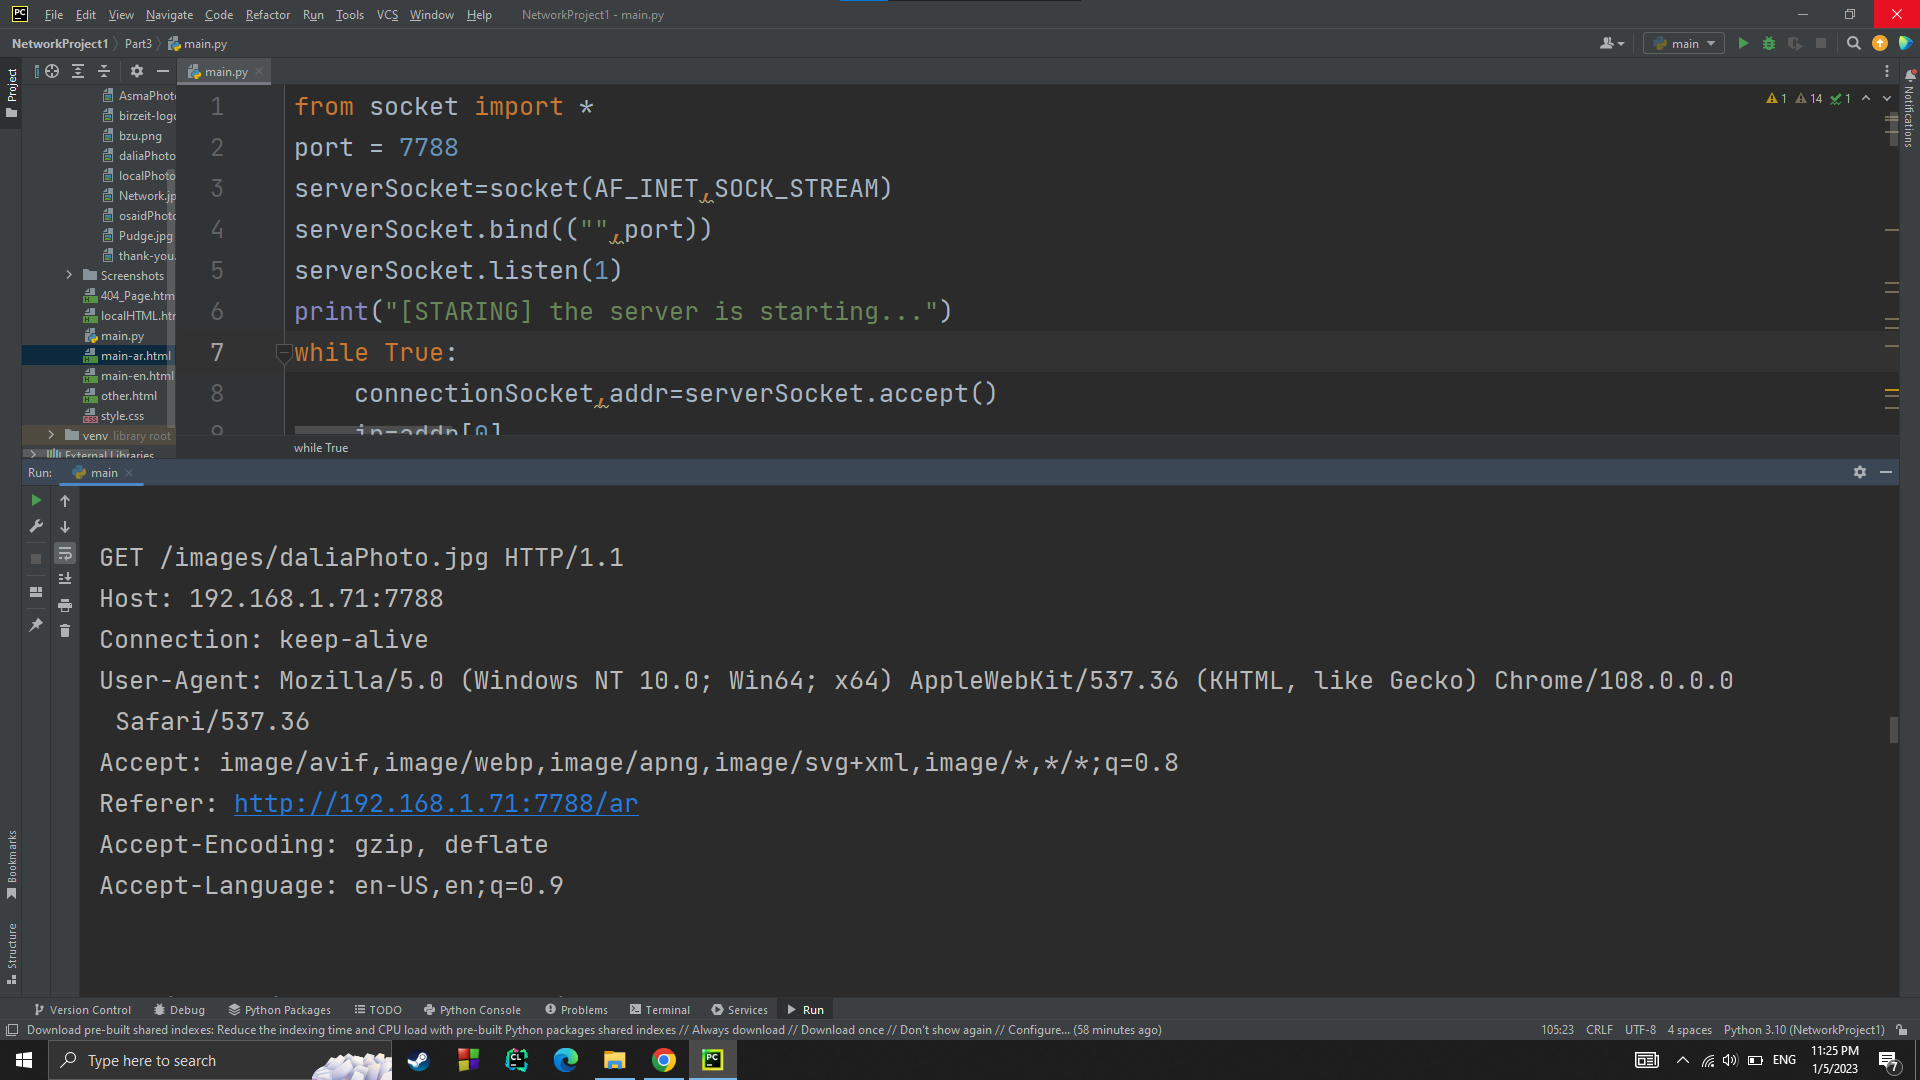 File Edit View Navigate Code Refactor Run Tools VCS Window Help NetworkProject1 - main.py
NetworkProject1 Part3 main.py main
Project
main.py
AsmaPhoto
birzeit-logo
bzu.png
daliaPhoto
localPhoto
Network.jp
osaidPhoto
Pudge.jpg
thank-you.
Screenshots
404_Page.htm
localHTML.htm
main.py
main-ar.html
main-en.html
other.html
style.css
venv library root
External Libraries
1 from socket import *
2 port = 7788
3 serverSocket=socket(AF_INET,SOCK_STREAM)
4 serverSocket.bind(("",port))
5 serverSocket.listen(1)
6 print("[STARING] the server is starting...")
7 while True:
8 connectionSocket,addr=serverSocket.accept()
9 ip=addr[0]
while True
1 14 1
Notifications
Run: main
GET /images/daliaPhoto.jpg HTTP/1.1
Host: 192.168.1.71:7788
Connection: keep-alive
User-Agent: Mozilla/5.0 (Windows NT 10.0; Win64; x64) AppleWebKit/537.36 (KHTML, like Gecko) Chrome/108.0.0.0
Safari/537.36
Accept: image/avif,image/webp,image/apng,image/svg+xml,image/*,*/*;q=0.8
Referer: http://192.168.1.71:7788/ar
Accept-Encoding: gzip, deflate
Accept-Language: en-US,en;q=0.9
Bookmarks
Structure
Version Control Debug Python Packages TODO Python Console Problems Terminal Services Run
Download pre-built shared indexes: Reduce the indexing time and CPU load with pre-built Python packages shared indexes // Always download // Download once // Don't show again // Configure... (58 minutes ago) 105:23 CRLF UTF-8 4 spaces Python 3.10 (NetworkProject1)
Type here to search
ENG
11:25 PM
1/5/2023
7